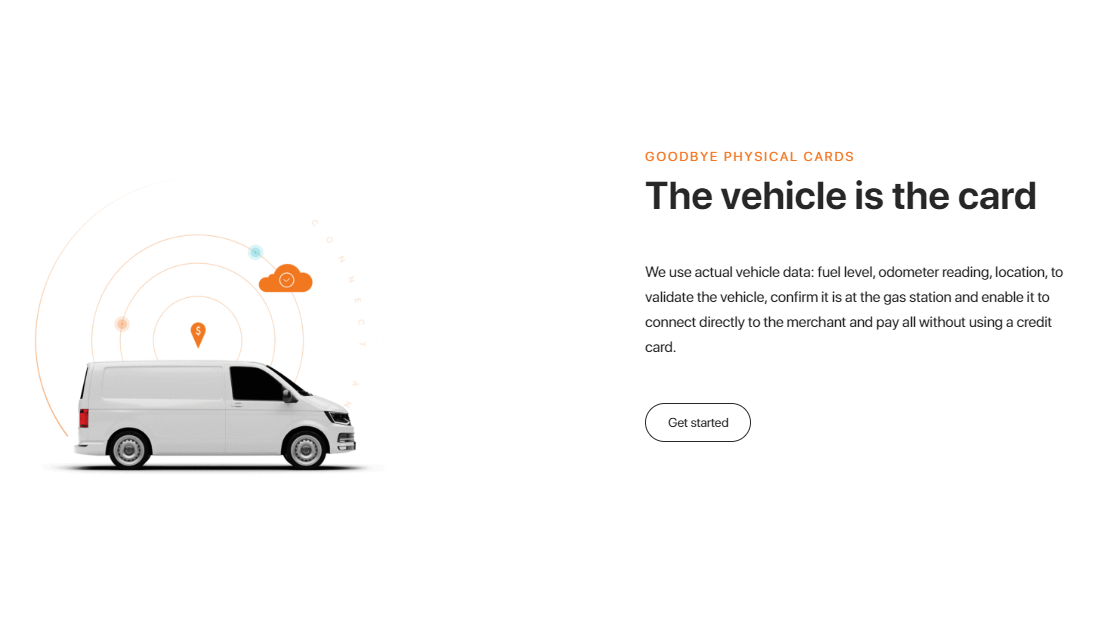 GOODBYE PHYSICAL CARDS
The vehicle is the card
We use actual vehicle data: fuel level, odometer reading, location, to
validate the vehicle, confirm it is at the gas station and enable it to
connect directly to the merchant and pay all without using a credit
card.
Get started
CONNECT AN
$